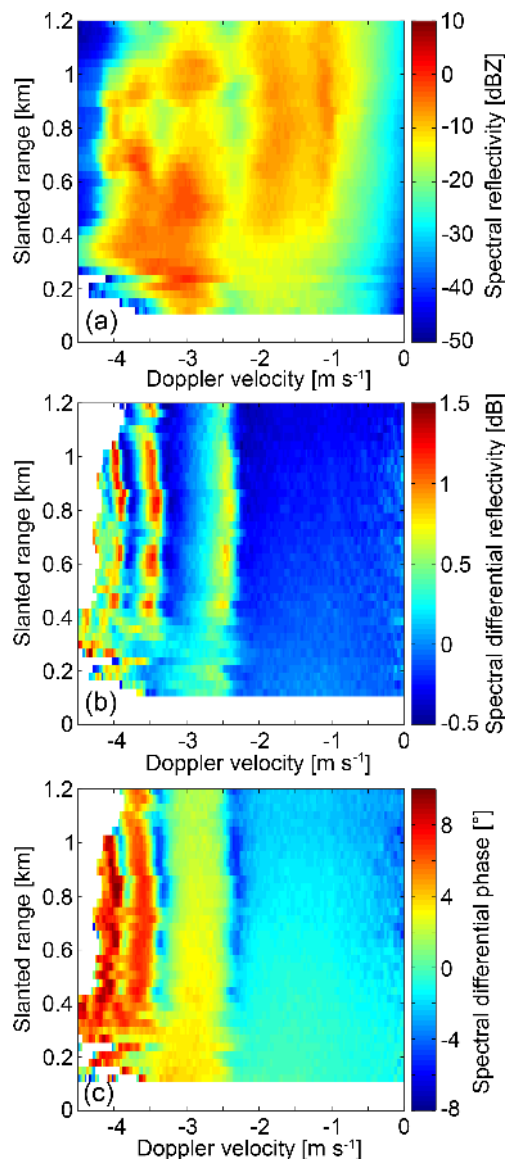 1.2
1.0
0.8
0.6
0.4
0.2
0
Slanted range [km]
(a)
-4 -3 -2 -1 0
Doppler velocity [m s⁻¹]
10
0
-10
-20
-30
-40
-50
Spectral reflectivity [dBZ]
1.2
1.0
0.8
0.6
0.4
0.2
0
Slanted range [km]
(b)
-4 -3 -2 -1 0
Doppler velocity [m s⁻¹]
1.5
1.0
0.5
0
-0.5
Spectral differential reflectivity [dB]
1.2
1.0
0.8
0.6
0.4
0.2
0
Slanted range [km]
(c)
-4 -3 -2 -1 0
Doppler velocity [m s⁻¹]
8
4
0
-4
-8
Spectral differential phase [°]